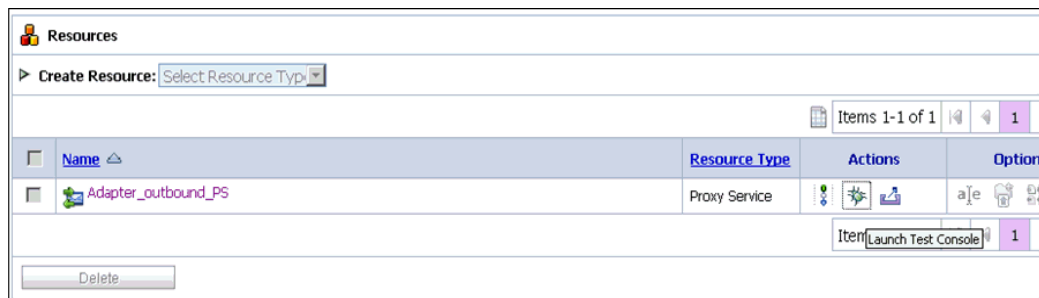 Resources
Create Resource: Select Resource Typ
Items 1-1 of 1 1
Name Resource Type Actions Option
Adapter_outbound_PS Proxy Service a]e
Item Launch Test Console 1
Delete